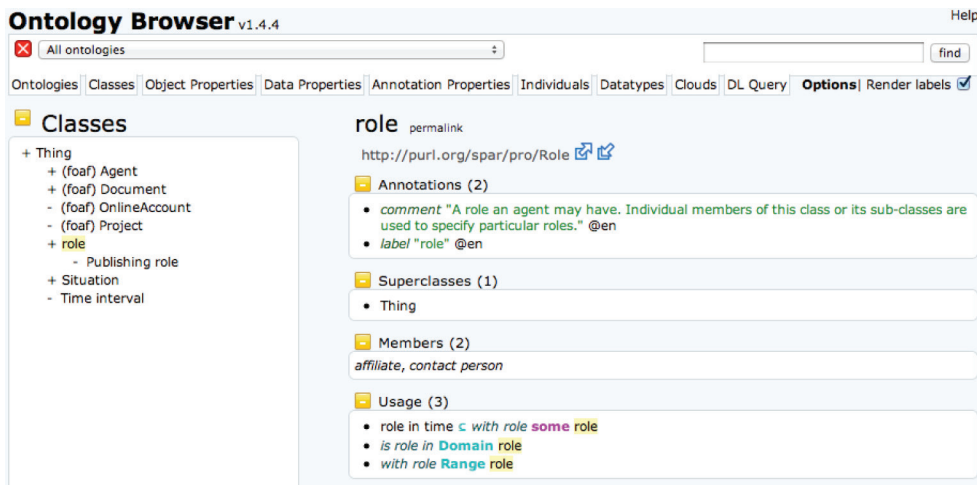 Ontology Browser v1.4.4
Help
All ontologies
find
Ontologies Classes Object Properties Data Properties Annotation Properties Individuals Datatypes Clouds DL Query Options| Render labels
Classes
+ Thing
+ (foaf) Agent
+ (foaf) Document
- (foaf) OnlineAccount
- (foaf) Project
+ role
- Publishing role
+ Situation
- Time interval
role permalink
http://purl.org/spar/pro/Role
Annotations (2)
• comment "A role an agent may have. Individual members of this class or its sub-classes are
used to specify particular roles." @en
• label "role" @en
Superclasses (1)
• Thing
Members (2)
affiliate, contact person
Usage (3)
• role in time c with role some role
• is role in Domain role
• with role Range role